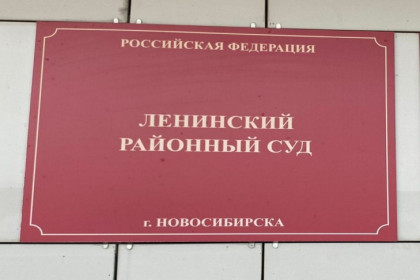 РОССИЙСКАЯ ФЕДЕРАЦИЯ
ЛЕНИНСКИЙ
РАЙОННЫЙ СУД
г. НОВОСИБИРСКА